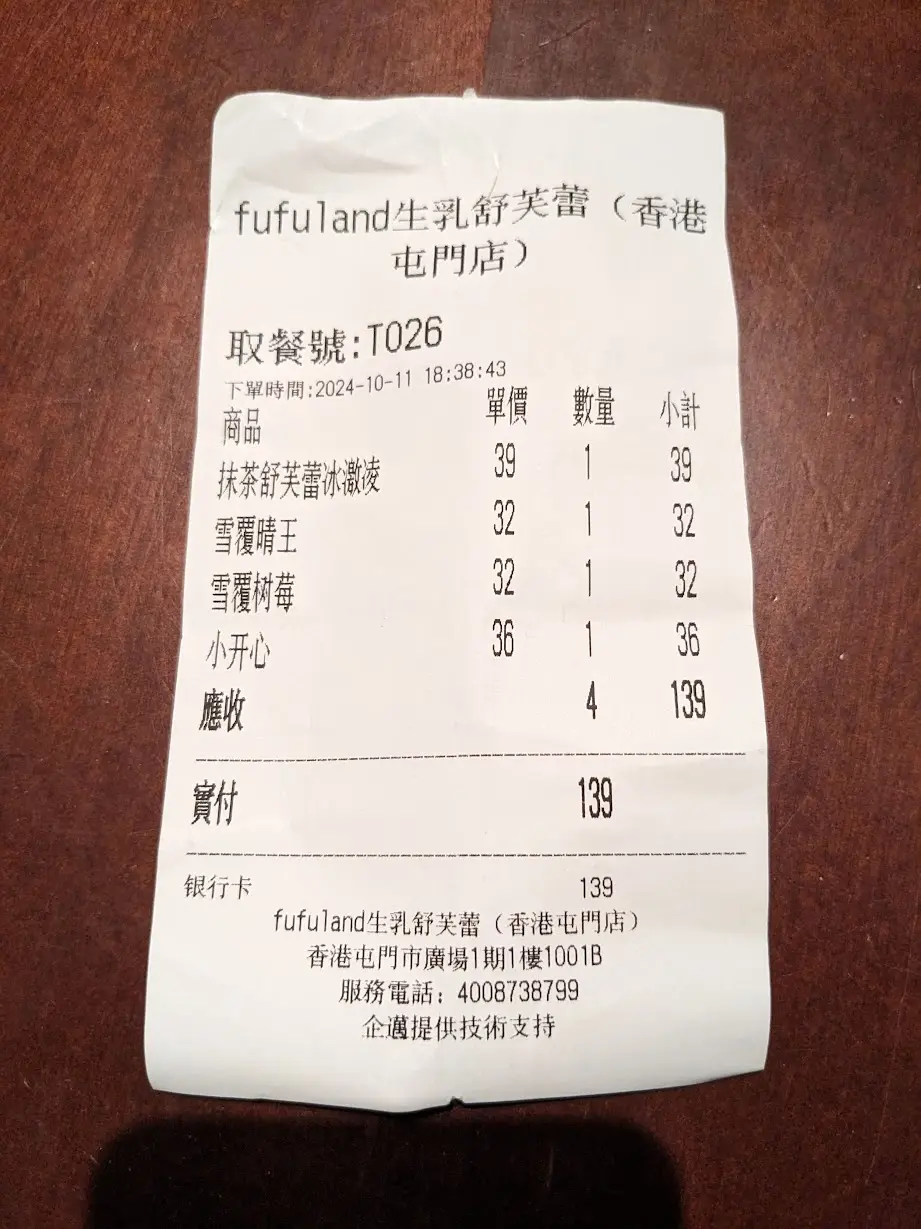 fufuland生乳舒芙蕾（香港
屯門店）
取餐號:T026
下單時間:2024-10-11 18:38:43
商品 單價 數量 小計
抹茶舒芙蕾冰激凌 39 1 39
雪覆晴王 32 1 32
雪覆树莓 32 1 32
小开心 36 1 36
應收 4 139
實付 139
银行卡 139
fufuland生乳舒芙蕾（香港屯門店）
香港屯門市廣場1期1樓1001B
服務電話：4008738799
企邁提供技術支持